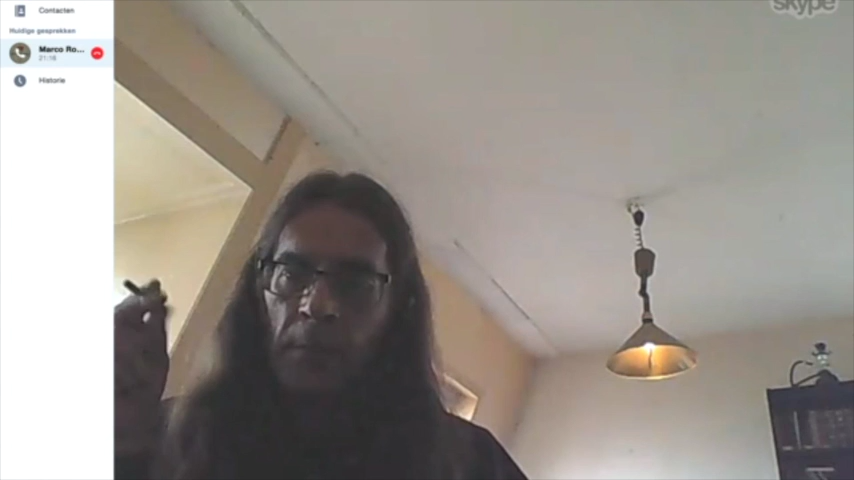 Contacten
Huidige gesprekken
Marco Ro...
21:16
Historie
skype